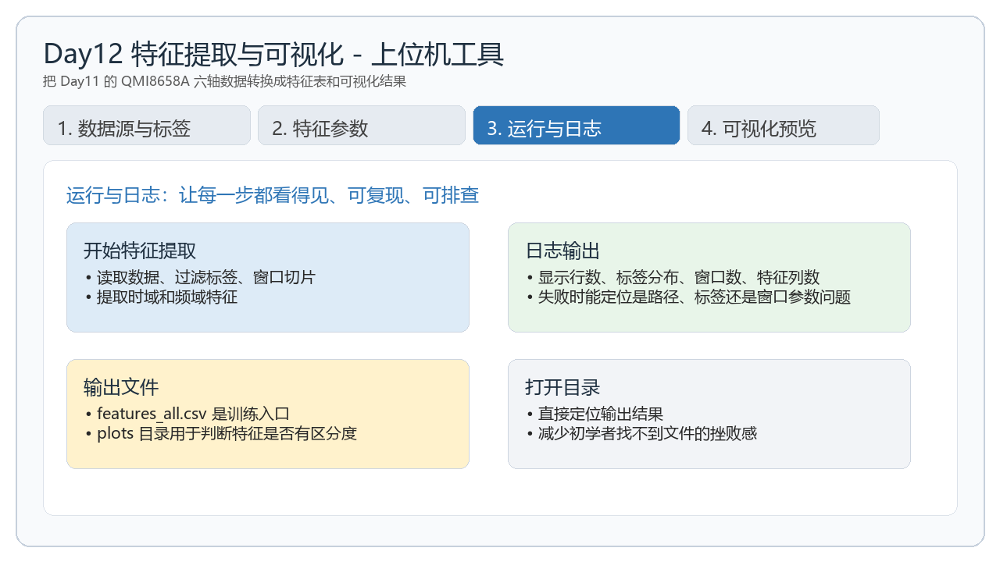 Day12 特征提取与可视化 - 上位机工具
把 Day11 的 QMI8658A 六轴数据转换成特征表和可视化结果
1. 数据源与标签
2. 特征参数
3. 运行与日志
4. 可视化预览
运行与日志：让每一步都看得见、可复现、可排查
开始特征提取
• 读取数据、过滤标签、窗口切片
• 提取时域和频域特征
日志输出
• 显示行数、标签分布、窗口数、特征列数
• 失败时能定位是路径、标签还是窗口参数问题
输出文件
• features_all.csv 是训练入口
• plots 目录用于判断特征是否有区分度
打开目录
• 直接定位输出结果
• 减少初学者找不到文件的挫败感